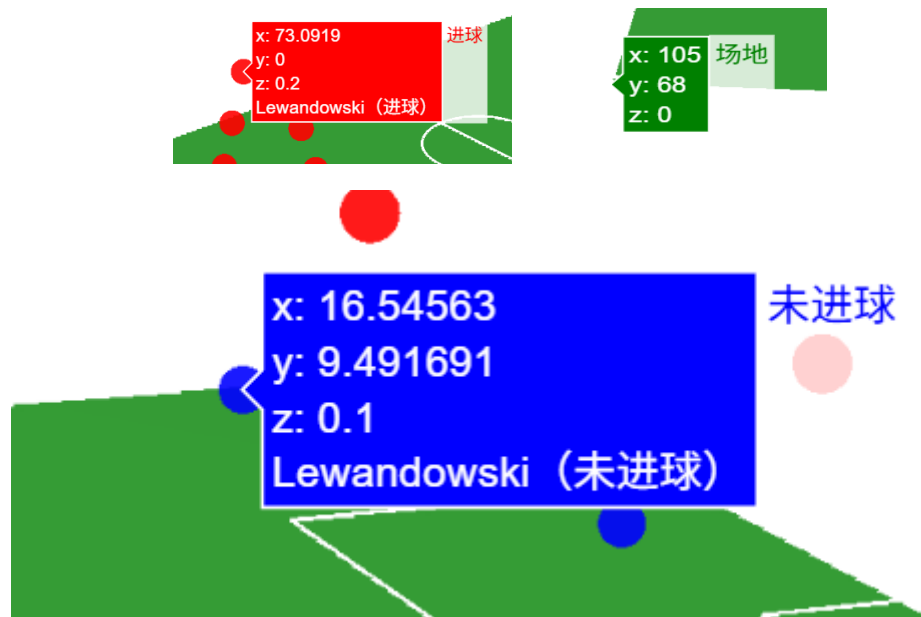 x: 73.0919
进球
y: 0
z: 0.2
Lewandowski（进球）
x: 105
场地
y: 68
z: 0
x: 16.54563
未进球
y: 9.491691
z: 0.1
Lewandowski（未进球）